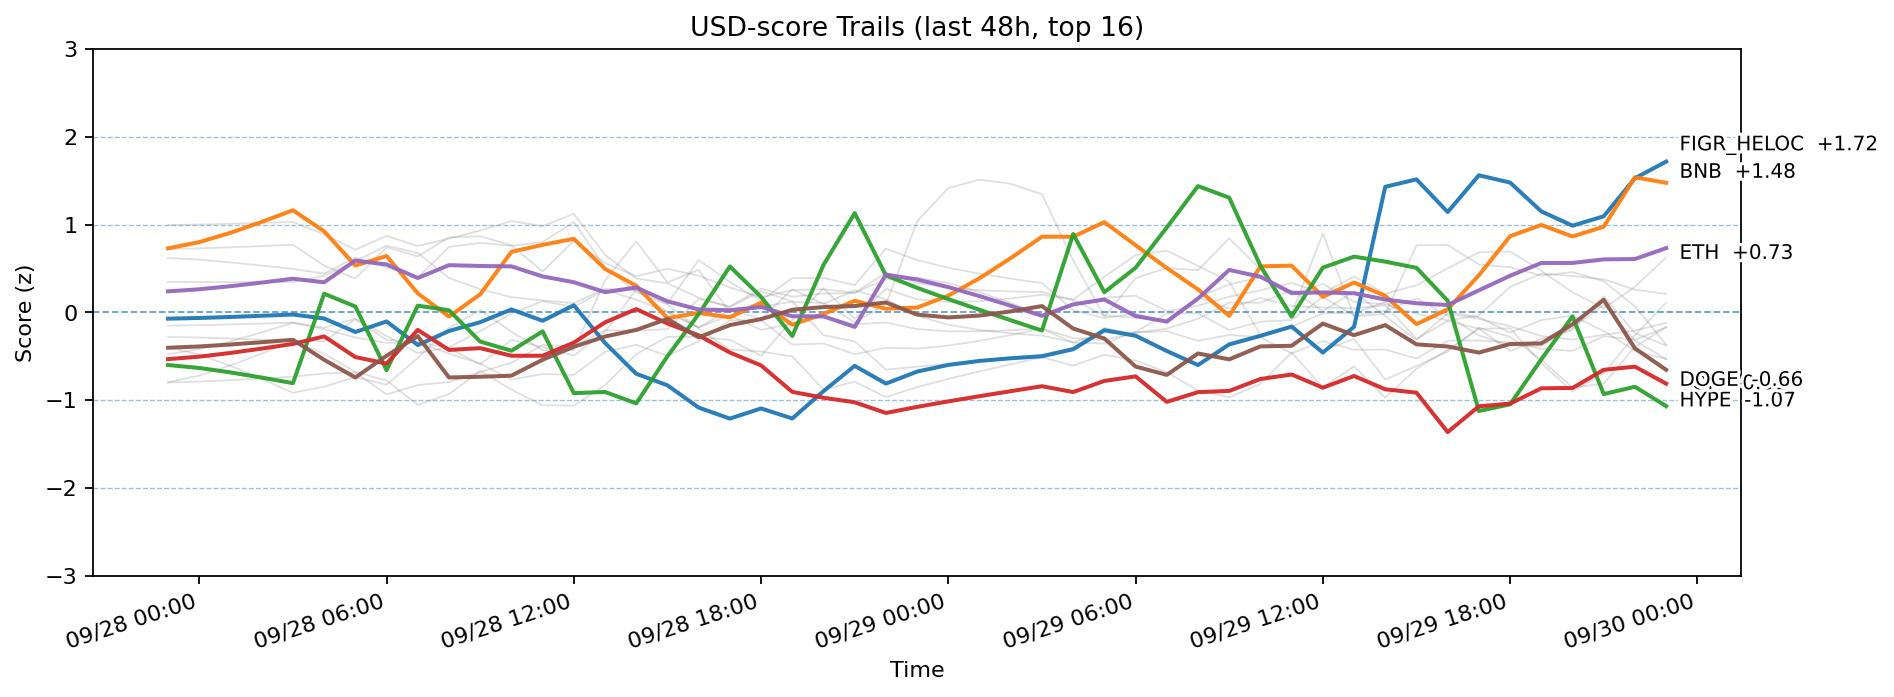 USD-score Trails (last 48h, top 16)
Score (z)
3
2
1
0
−1
−2
−3
FIGR_HELOC +1.72
BNB +1.48
ETH +0.73
DOGE -0.66
HYPE -1.07
09/28 00:00
09/28 06:00
09/28 12:00
09/28 18:00
09/29 00:00
09/29 06:00
09/29 12:00
09/29 18:00
09/30 00:00
Time